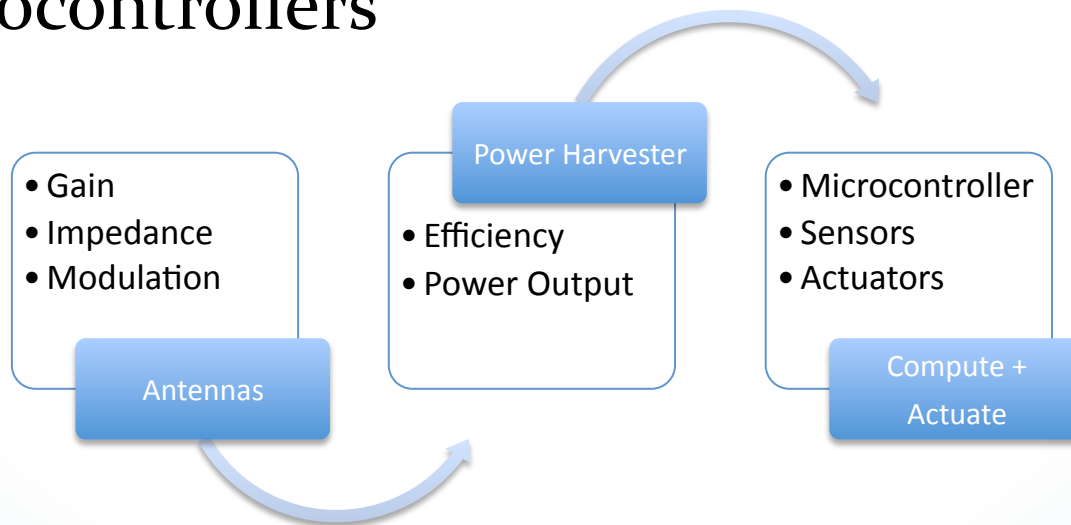 ocontrollers
Power Harvester
• Gain
• Impedance
• Modulation
Antennas
• Efficiency
• Power Output
• Microcontroller
• Sensors
• Actuators
Compute +
Actuate